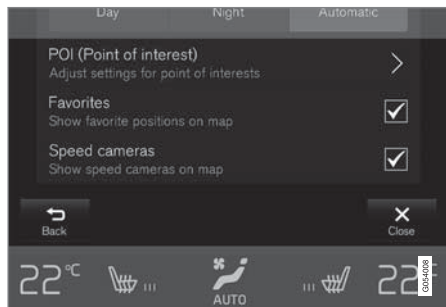 Day Night Automatic
POI (Point of interest)
Adjust settings for point of interests
Favorites
Show favorite positions on map
Speed cameras
Show speed cameras on map
Back Close
22°C AUTO 22°
G054008